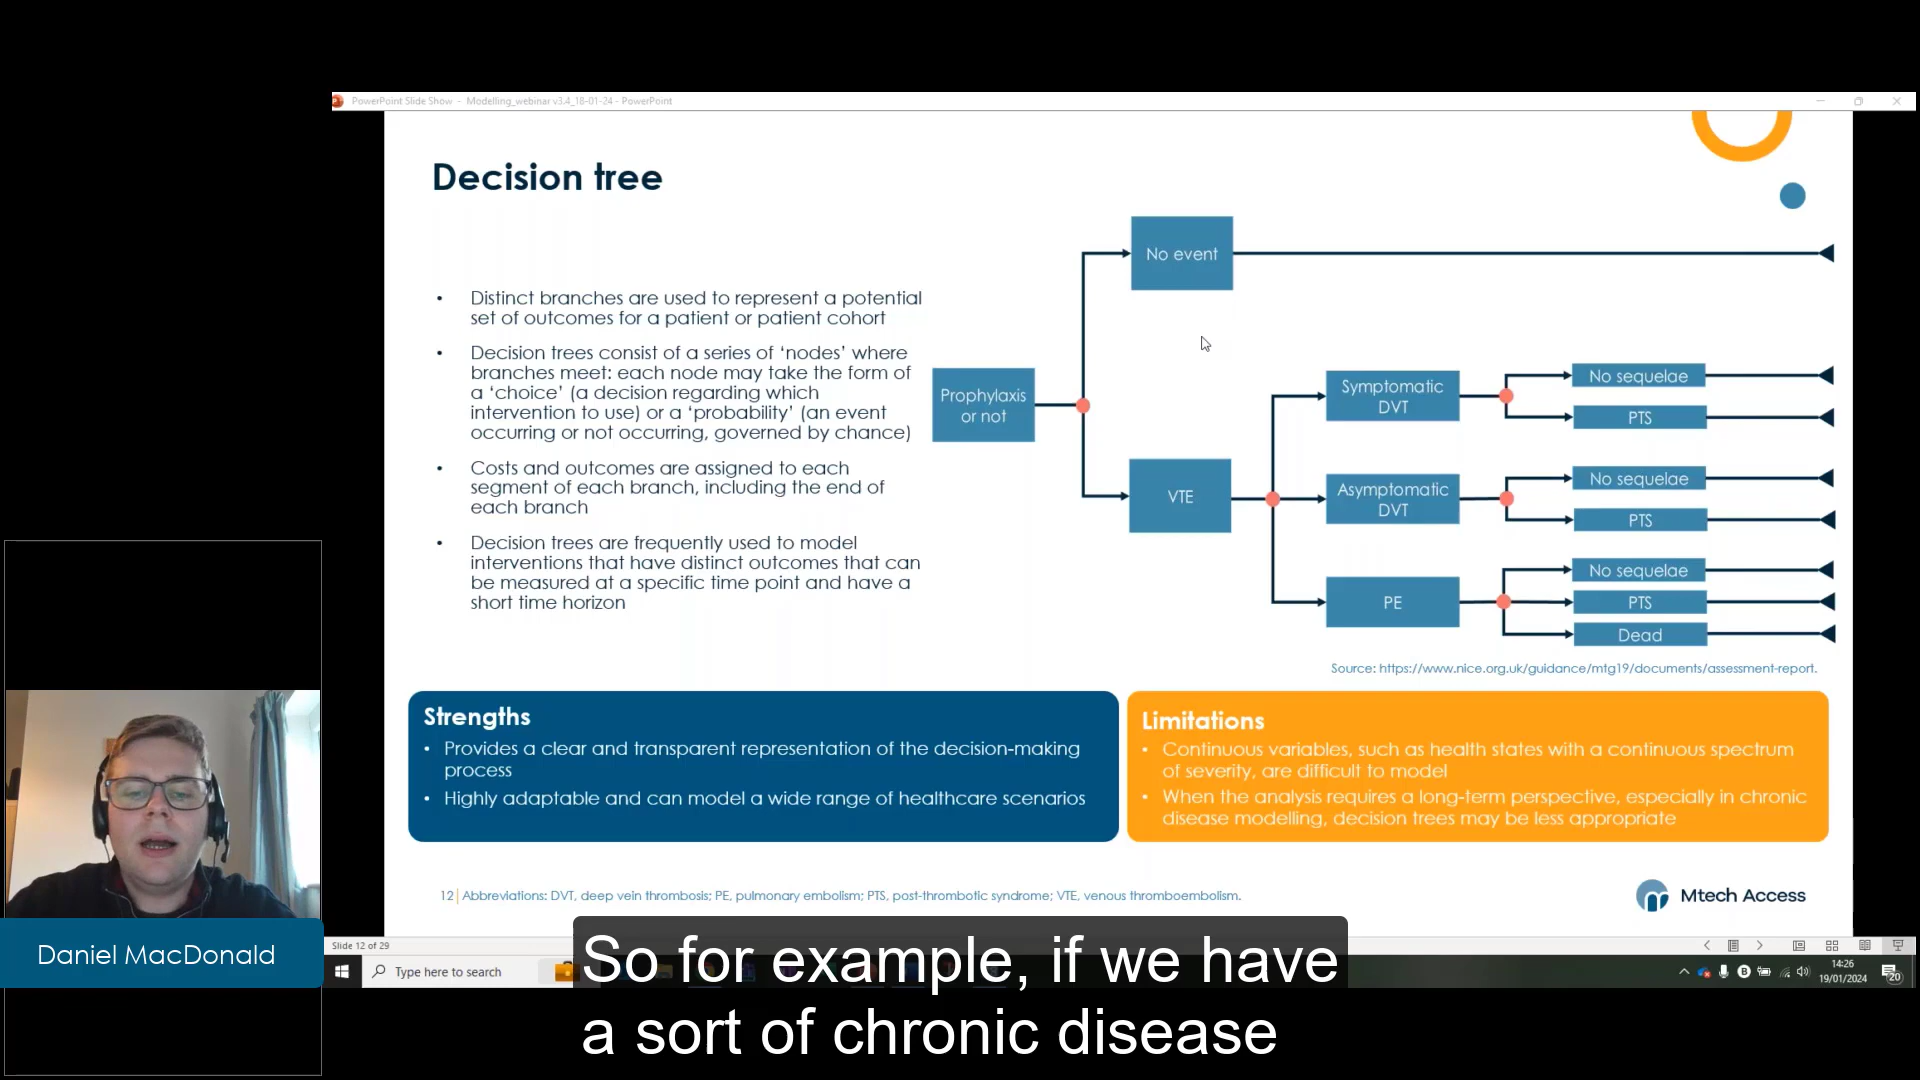 PowerPoint Slide Show - Modelling_webinar v3.4_18-01-24 - PowerPoint
Decision tree
• Distinct branches are used to represent a potential
set of outcomes for a patient or patient cohort
• Decision trees consist of a series of ‘nodes’ where
branches meet: each node may take the form of
a ‘choice’ (a decision regarding which
intervention to use) or a ‘probability’ (an event
occurring or not occurring, governed by chance)
• Costs and outcomes are assigned to each
segment of each branch, including the end of
each branch
• Decision trees are frequently used to model
interventions that have distinct outcomes that can
be measured at a specific time point and have a
short time horizon
Prophylaxis
or not
No event
VTE
Symptomatic
DVT
No sequelae
PTS
Asymptomatic
DVT
No sequelae
PTS
PE
No sequelae
PTS
Dead
Source: https://www.nice.org.uk/guidance/mtg19/documents/assessment-report.
Strengths
• Provides a clear and transparent representation of the decision-making
process
• Highly adaptable and can model a wide range of healthcare scenarios
Limitations
• Continuous variables, such as health states with a continuous spectrum
of severity, are difficult to model
• When the analysis requires a long-term perspective, especially in chronic
disease modelling, decision trees may be less appropriate
12 | Abbreviations: DVT, deep vein thrombosis; PE, pulmonary embolism; PTS, post-thrombotic syndrome; VTE, venous thromboembolism.
Mtech Access
Slide 12 of 29
Type here to search
14:26
19/01/2024
20
Daniel MacDonald
So for example, if we have
a sort of chronic disease